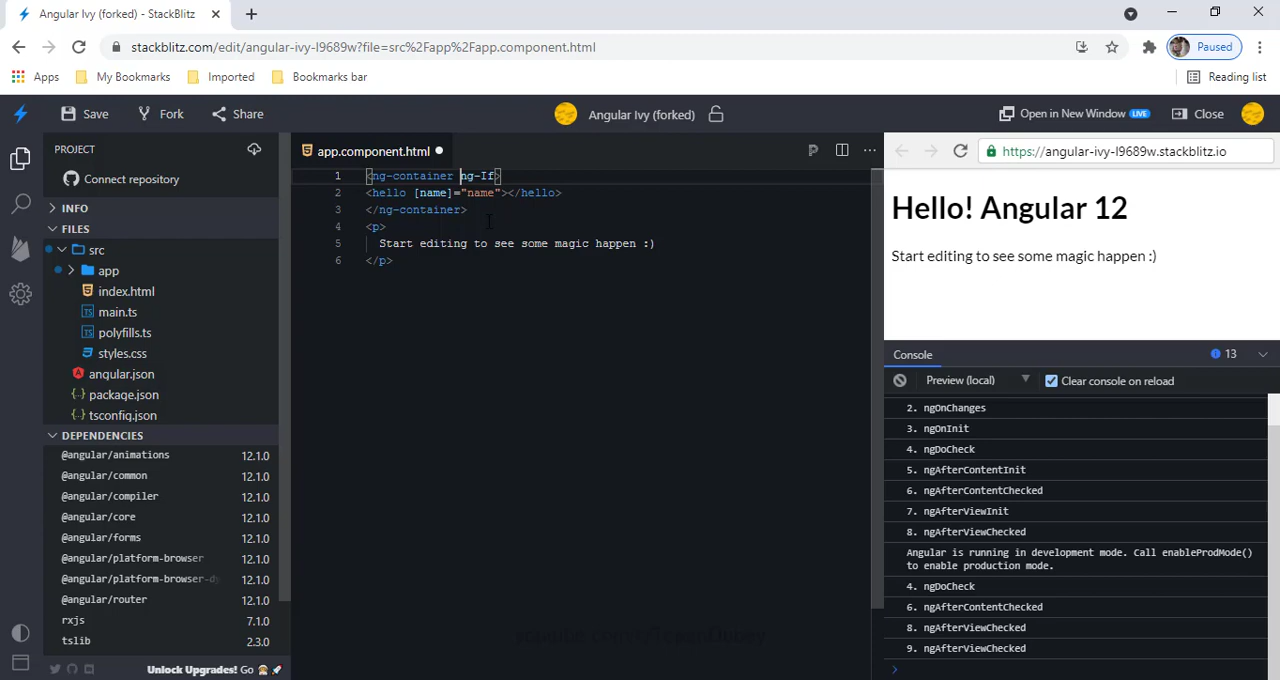 Angular Ivy (forked) - StackBlitz
stackblitz.com/edit/angular-ivy-l9689w?file=src%2Fapp%2Fapp.component.html
Paused
Apps My Bookmarks Imported Bookmarks bar Reading list
Save Fork Share Angular Ivy (forked) Open in New Window LIVE Close
PROJECT
Connect repository
INFO
FILES
src
app
index.html
main.ts
polyfills.ts
styles.css
angular.json
package.json
tsconfig.json
DEPENDENCIES
@angular/animations 12.1.0
@angular/common 12.1.0
@angular/compiler 12.1.0
@angular/core 12.1.0
@angular/forms 12.1.0
@angular/platform-browser 12.1.0
@angular/platform-browser-dy 12.1.0
@angular/router 12.1.0
rxjs 7.1.0
tslib 2.3.0
Unlock Upgrades! Go
app.component.html
1 <ng-container ng-If>
2 <hello [name]="name"></hello>
3 </ng-container>
4 <p>
5 Start editing to see some magic happen :)
6 </p>
https://angular-ivy-l9689w.stackblitz.io
Hello! Angular 12
Start editing to see some magic happen :)
Console 13
Preview (local) Clear console on reload
2. ngOnChanges
3. ngOnInit
4. ngDoCheck
5. ngAfterContentInit
6. ngAfterContentChecked
7. ngAfterViewInit
8. ngAfterViewChecked
Angular is running in development mode. Call enableProdMode()
to enable production mode.
4. ngDoCheck
6. ngAfterContentChecked
8. ngAfterViewChecked
9. ngAfterViewChecked